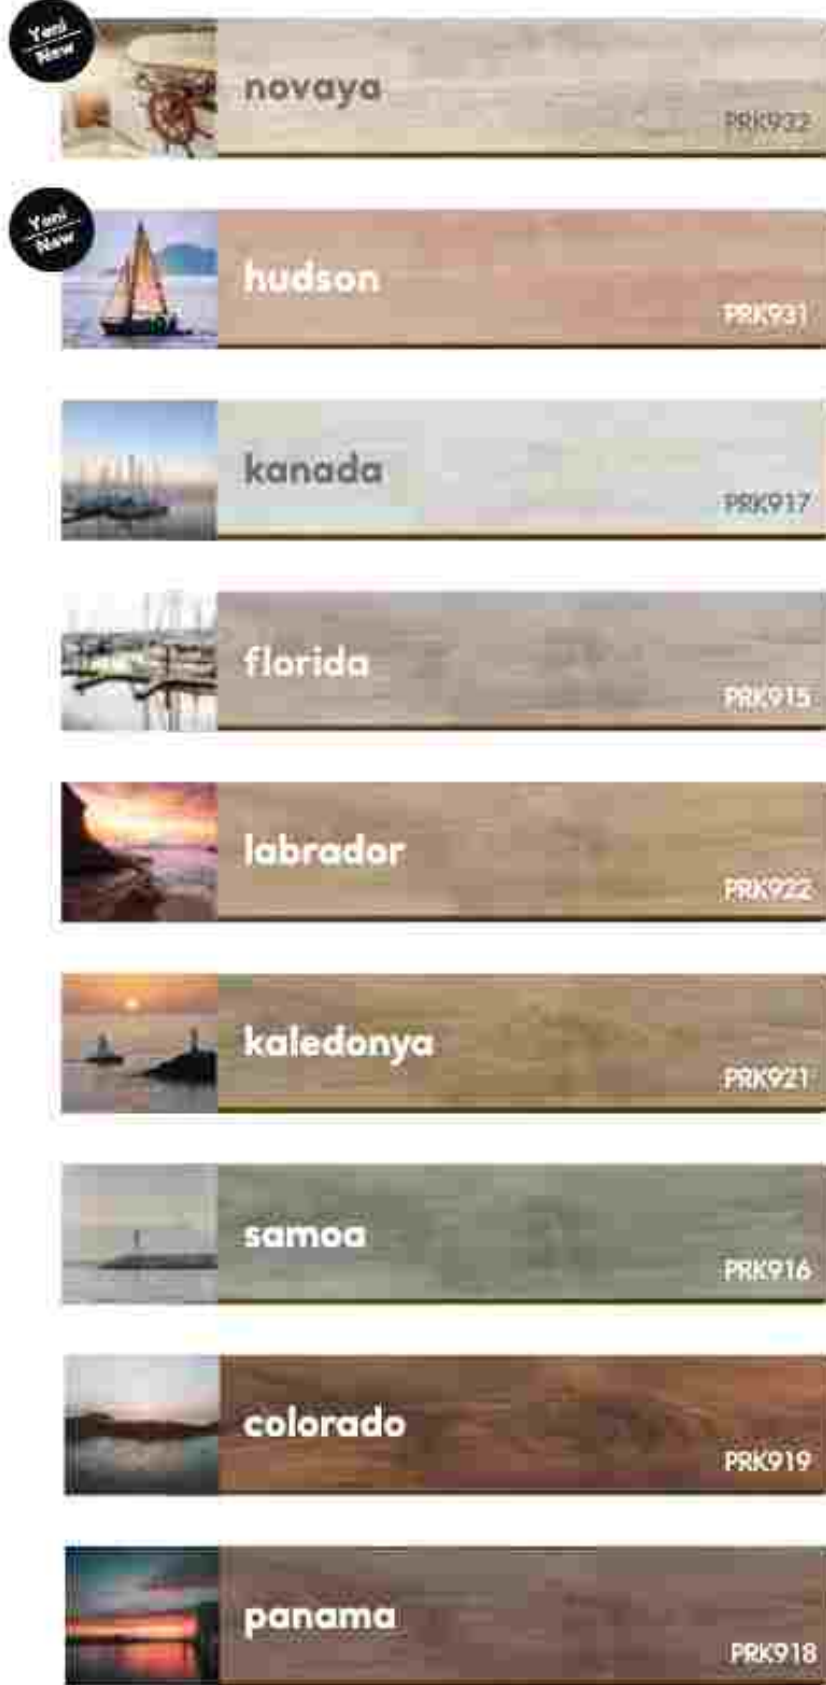 Yeni
New
novaya
PRK932
Yeni
New
hudson
PRK931
kanada
PRK917
florida
PRK915
labrador
PRK922
kaledonya
PRK921
samoa
PRK916
colorado
PRK919
panama
PRK918